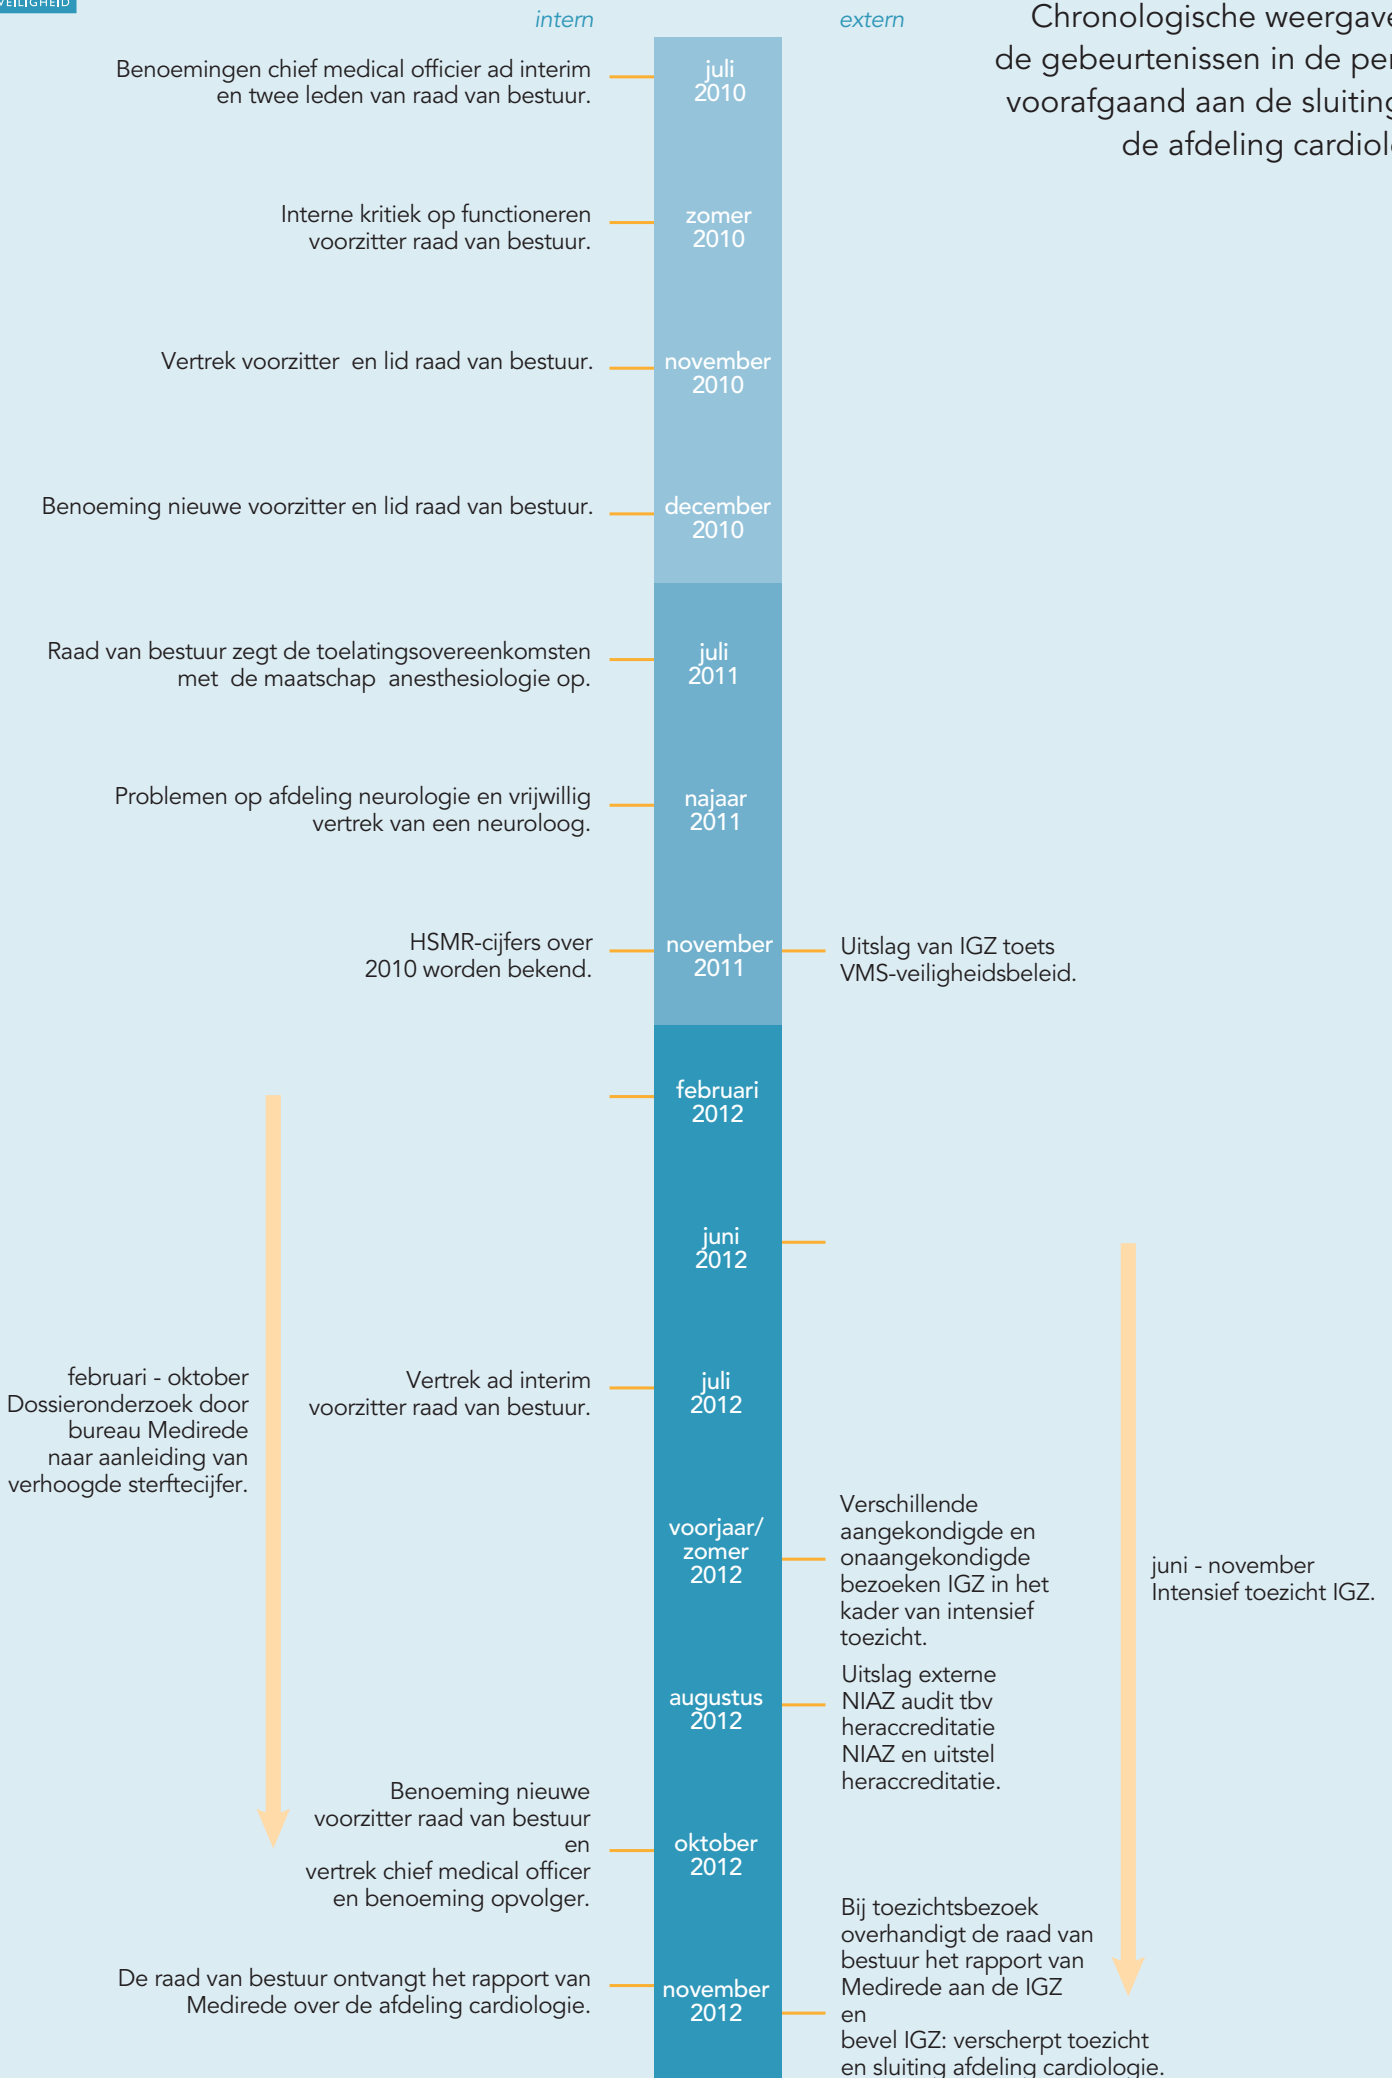 VEILIGHEID
intern
extern
Chronologische
de gebeurtenissen in de
voorafgaand aan de
de afdeling
Benoemingen chief medical officier ad interim
en twee leden van raad van bestuur.
juli
2010
Interne kritiek op functioneren
voorzitter raad van bestuur.
zomer
2010
Vertrek voorzitter en lid raad van bestuur.
november
2010
Benoeming nieuwe voorzitter en lid raad van bestuur.
december
2010
Raad van bestuur zegt de toelatingsovereenkomsten
met de maatschap anesthesiologie op.
juli
2011
Problemen op afdeling neurologie en vrijwillig
vertrek van een neuroloog.
najaar
2011
HSMR-cijfers over
2010 worden bekend.
november
2011
Uitslag van IGZ toets
VMS-veiligheidsbeleid.
februari
2012
juni
2012
februari - oktober
Dossieronderzoek door
bureau Medirede
naar aanleiding van
verhoogde sterftecijfer.
Vertrek ad interim
voorzitter raad van bestuur.
juli
2012
voorjaar/
zomer
2012
Verschillende
aangekondigde en
onaangekondigde
bezoeken IGZ in het
kader van intensief
toezicht.
juni - november
Intensief toezicht IGZ.
augustus
2012
Uitslag externe
NIAZ audit tbv
heraccreditatie
NIAZ en uitstel
heraccreditatie.
Benoeming nieuwe
voorzitter raad van bestuur
en
vertrek chief medical officer
en benoeming opvolger.
oktober
2012
De raad van bestuur ontvangt het rapport van
Medirede over de afdeling cardiologie.
november
2012
Bij toezichtsbezoek
overhandigt de raad van
bestuur het rapport van
Medirede aan de IGZ
en
bevel IGZ: verscherpt toezicht
en sluiting afdeling cardiologie.